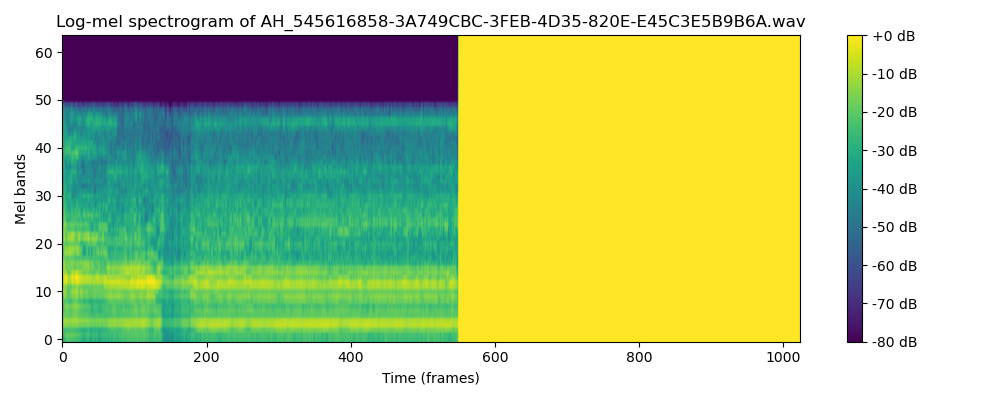 Log-mel spectrogram of AH_545616858-3A749CBC-3FEB-4D35-820E-E45C3E5B9B6A.wav
60
50
40
30
20
10
0
Mel bands
0
200
400
600
800
1000
Time (frames)
+0 dB
-10 dB
-20 dB
-30 dB
-40 dB
-50 dB
-60 dB
-70 dB
-80 dB